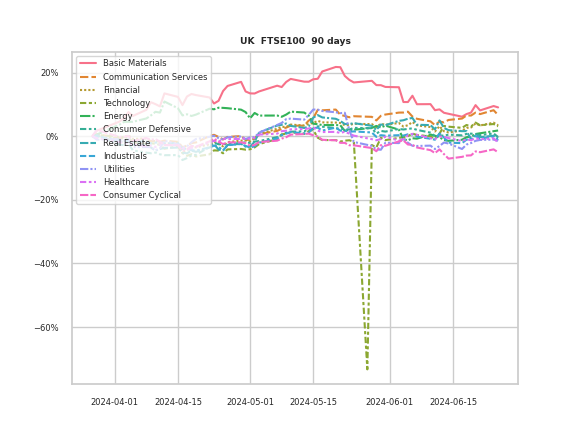 UK  FTSE100  90 days
Basic Materials
Communication Services
Financial
Technology
Energy
Consumer Defensive
Real Estate
Industrials
Utilities
Healthcare
Consumer Cyclical
20%
0%
−20%
−40%
−60%
2024-04-01
2024-04-15
2024-05-01
2024-05-15
2024-06-01
2024-06-15